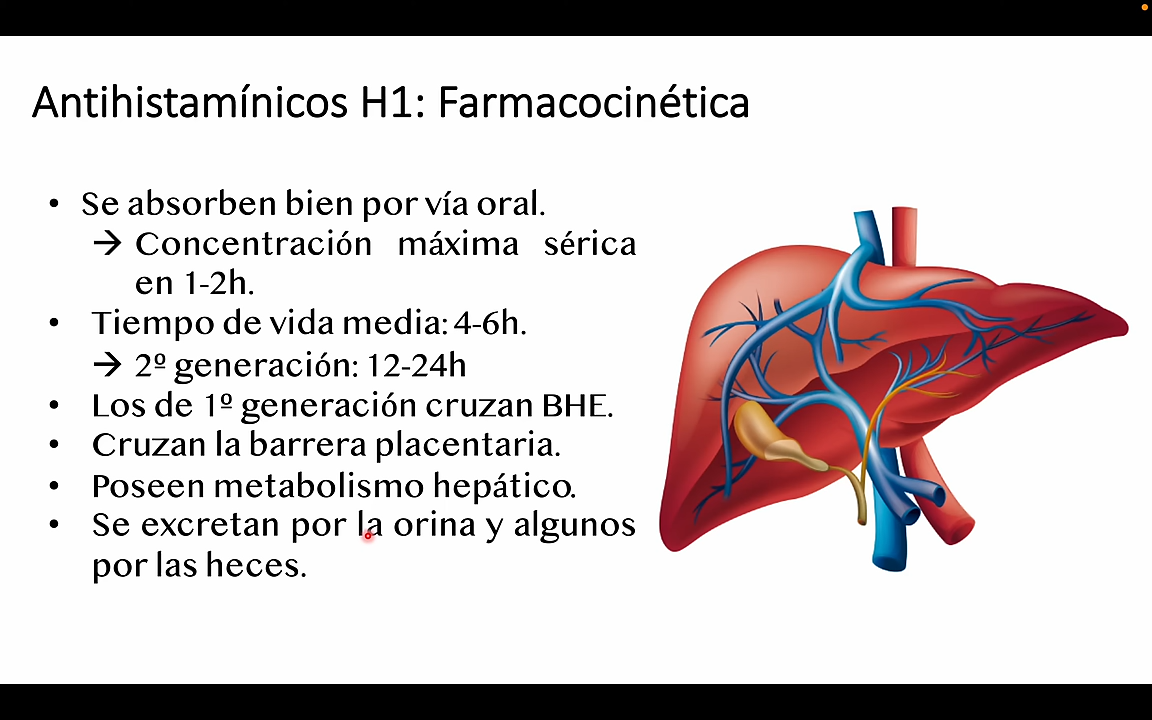 Antihistamínicos H1: Farmacocinética
• Se absorben bien por vía oral.
→ Concentración máxima sérica
en 1-2h.
• Tiempo de vida media: 4-6h.
→ 2º generación: 12-24h
• Los de 1º generación cruzan BHE.
• Cruzan la barrera placentaria.
• Poseen metabolismo hepático.
• Se excretan por la orina y algunos
por las heces.